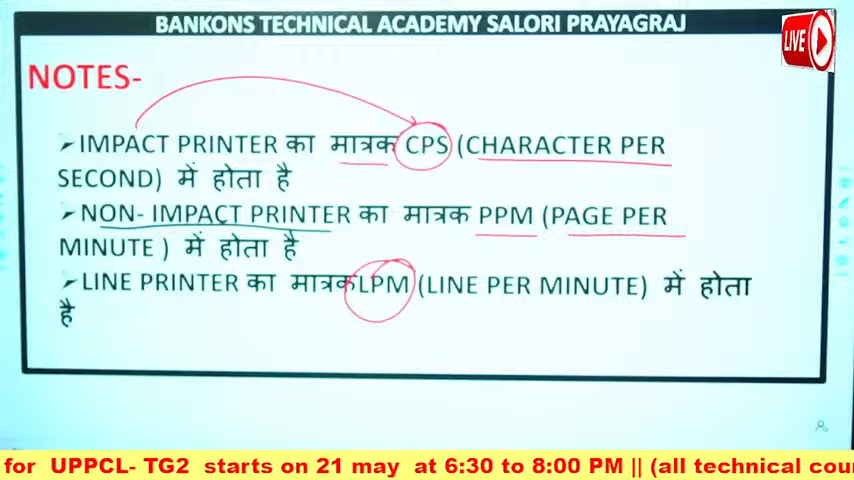 BANKONS TECHNICAL ACADEMY SALORI PRAYAGRAJ
LIVE
NOTES-
➢IMPACT PRINTER का मात्रक CPS (CHARACTER PER
SECOND) में होता है
➢NON- IMPACT PRINTER का मात्रक PPM (PAGE PER
MINUTE ) में होता है
➢LINE PRINTER का मात्रकLPM (LINE PER MINUTE) में होता
है
for UPPCL- TG2 starts on 21 may at 6:30 to 8:00 PM || (all technical cour